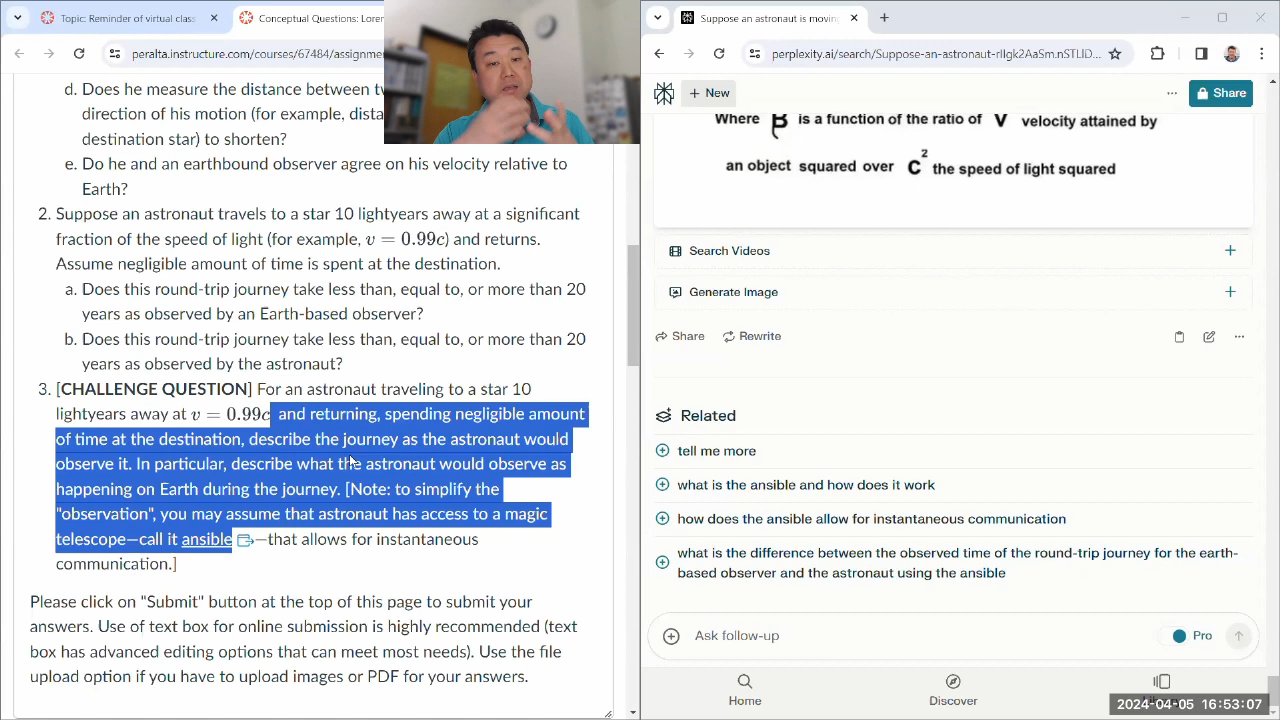 Topic: Reminder of virtual class
Conceptual Questions: Loren
peralta.instructure.com/courses/67484/assignme
d. Does he measure the distance between
direction of his motion (for example,
destination star) to shorten?
e. Do he and an earthbound observer agree on his velocity relative to
Earth?
2. Suppose an astronaut travels to a star 10 lightyears away at a significant
fraction of the speed of light (for example, v = 0.99c) and returns.
Assume negligible amount of time is spent at the destination.
a. Does this round-trip journey take less than, equal to, or more than 20
years as observed by an Earth-based observer?
b. Does this round-trip journey take less than, equal to, or more than 20
years as observed by the astronaut?
3. [CHALLENGE QUESTION] For an astronaut traveling to a star 10
lightyears away at v = 0.99c and returning, spending negligible amount
of time at the destination, describe the journey as the astronaut would
observe it. In particular, describe what the astronaut would observe as
happening on Earth during the journey. [Note: to simplify the
"observation", you may assume that astronaut has access to a magic
telescope—call it ansible —that allows for instantaneous
communication.]
Please click on "Submit" button at the top of this page to submit your
answers. Use of text box for online submission is highly recommended (text
box has advanced editing options that can meet most needs). Use the file
upload option if you have to upload images or PDF for your answers.
Suppose an astronaut is movin
perplexity.ai/search/Suppose-an-astronaut-rIIgk2AaSm.nSTLJD...
New
Share
Where β is a function of the ratio of V velocity attained by
an object squared over C² the speed of light squared
Search Videos
Generate Image
Share
Rewrite
Related
tell me more
what is the ansible and how does it work
how does the ansible allow for instantaneous communication
what is the difference between the observed time of the round-trip journey for the earth-
based observer and the astronaut using the ansible
Ask follow-up
Pro
Home
Discover
2024-04-05 16:53:07